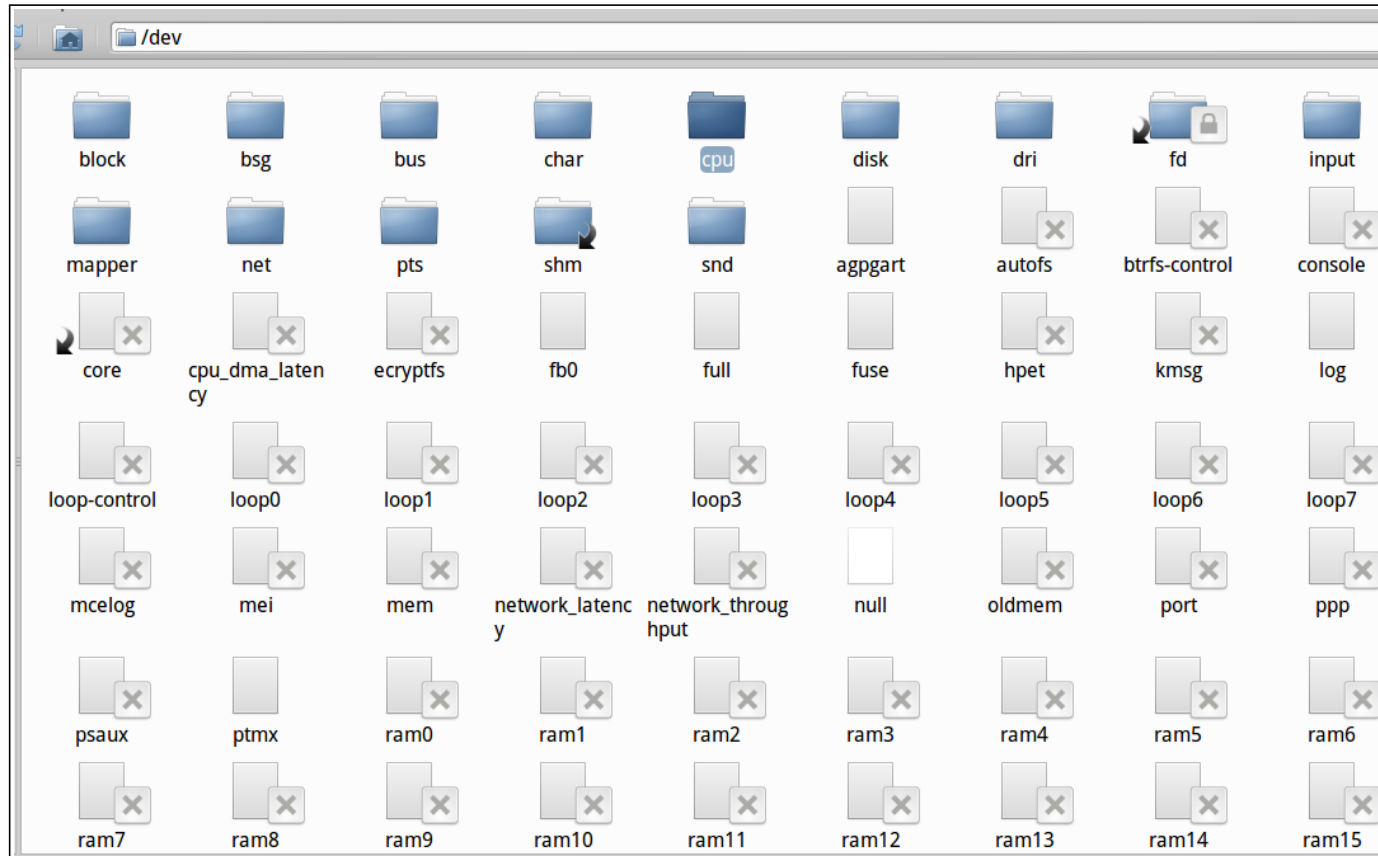 /dev
block bsg bus char cpu disk dri fd input
mapper net pts shm snd agpgart autofs btrfs-control console
core cpu_dma_laten ecryptfs fb0 full fuse hpet kmsg log
cy
loop-control loop0 loop1 loop2 loop3 loop4 loop5 loop6 loop7
mcelog mei mem network_latenc network_throug null oldmem port ppp
y hput
psaux ptmx ram0 ram1 ram2 ram3 ram4 ram5 ram6
ram7 ram8 ram9 ram10 ram11 ram12 ram13 ram14 ram15